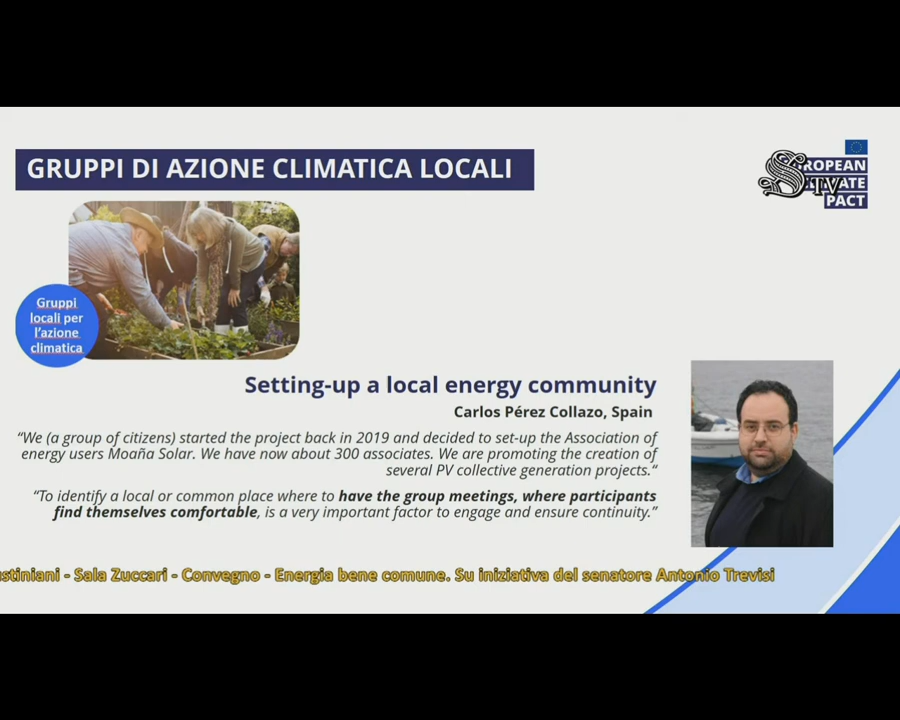 GRUPPI DI AZIONE CLIMATICA LOCALI
ROPEAN
ATE
PACT
STV
Gruppi
locali per
l'azione
climatica
Setting-up a local energy community
Carlos Pérez Collazo, Spain
“We (a group of citizens) started the project back in 2019 and decided to set-up the Association of
energy users Moaña Solar. We have now about 300 associates. We are promoting the creation of
several PV collective generation projects.“
“To identify a local or common place where to have the group meetings, where participants
find themselves comfortable, is a very important factor to engage and ensure continuity.”
stiniani - Sala Zuccari - Convegno - Energia bene comune. Su iniziativa del senatore Antonio Trevisi